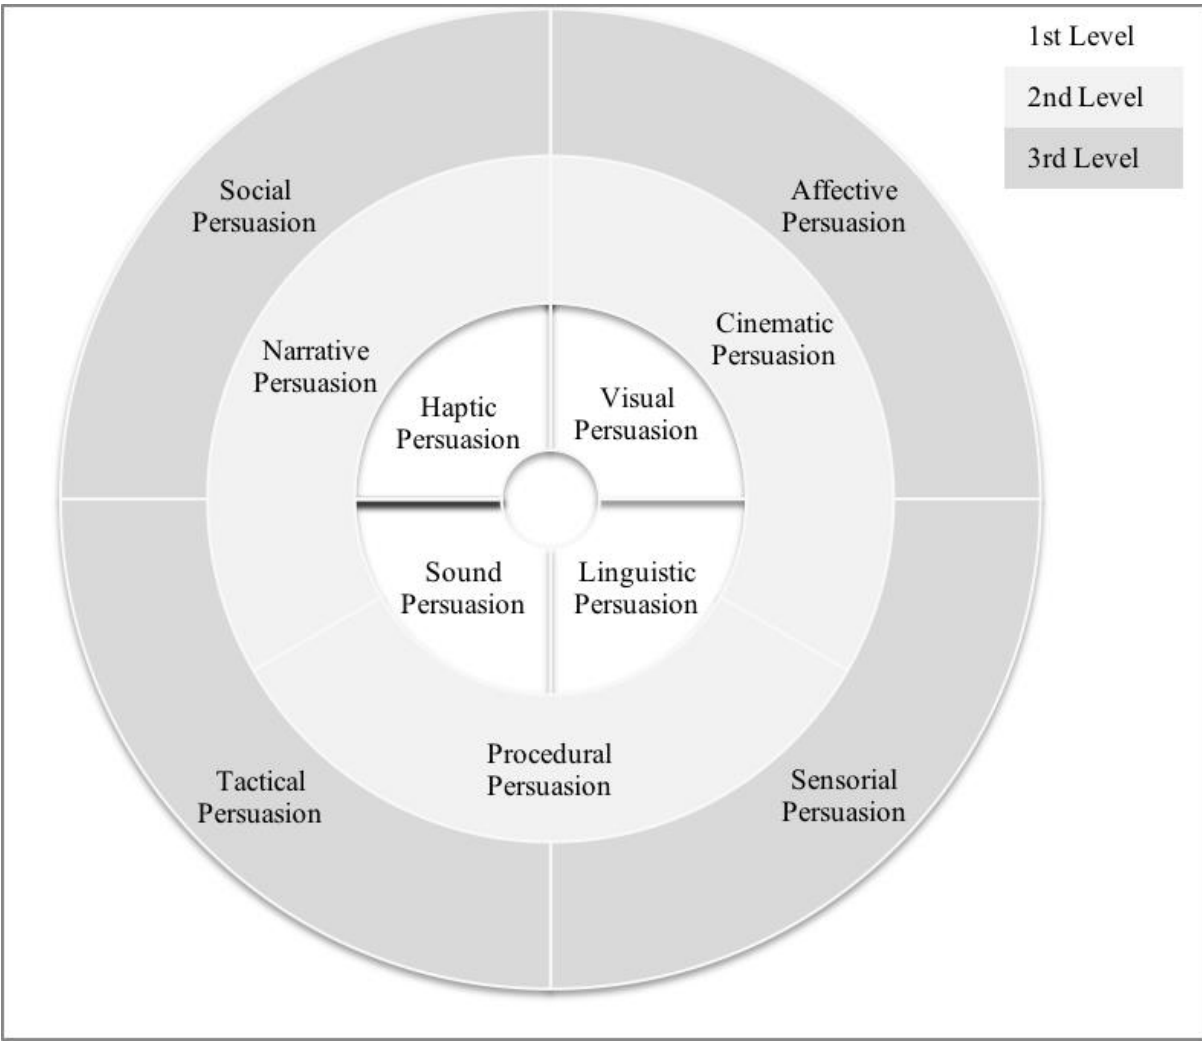 1st Level
2nd Level
3rd Level
Social
Persuasion
Affective
Persuasion
Narrative
Persuasion
Cinematic
Persuasion
Haptic
Persuasion
Visual
Persuasion
Sound
Persuasion
Linguistic
Persuasion
Procedural
Persuasion
Tactical
Persuasion
Sensorial
Persuasion